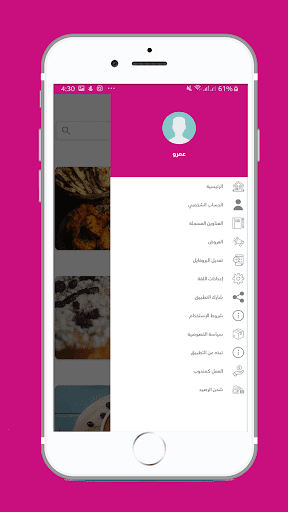 4:30
61%
عمرو
الرئيسية
الحساب الشخصي
العناوين المسجلة
العروض
تعديل البروفايل
إعدادات اللغة
شارك التطبيق
شروط الإستخدام
سياسة الخصوصية
نبذه عن التطبيق
العمل كمندوب
شحن الرصيد